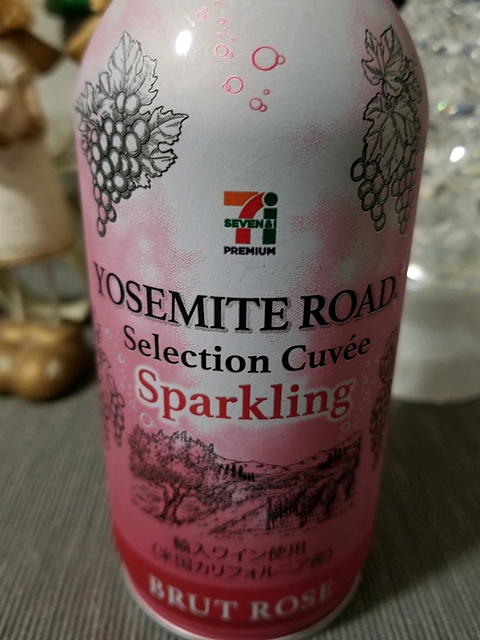 7i
SEVEN&i
PREMIUM
YOSEMITE ROAD
Selection Cuvée
Sparkling
輸入ワイン使用
(米国カリフォルニア産)
BRUT ROSE